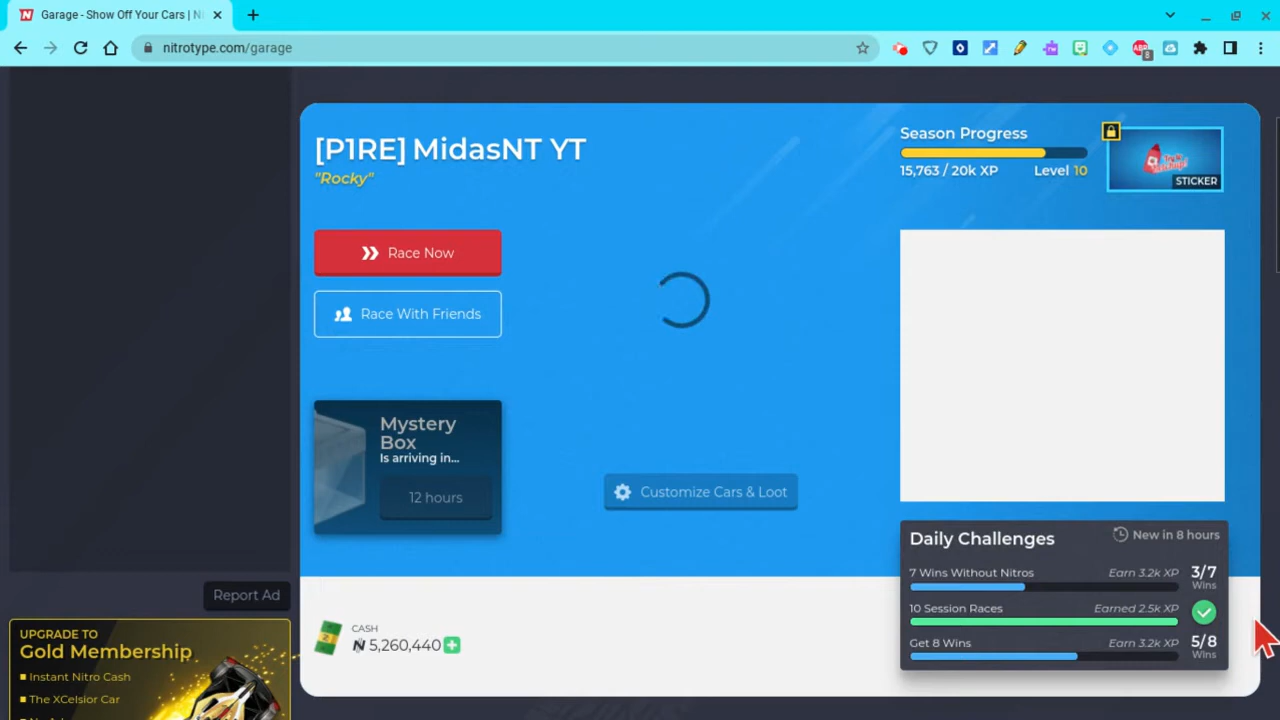 Garage - Show Off Your Cars | N
nitrotype.com/garage
8
[P1RE] MidasNT YT
"Rocky"
Season Progress
15,763 / 20k XP Level 10
STICKER
Race Now
Race With Friends
Mystery
Box
Is arriving in...
12 hours
Customize Cars & Loot
Daily Challenges New in 8 hours
7 Wins Without Nitros Earn 3.2k XP 3/7
Wins
10 Session Races Earned 2.5k XP
Get 8 Wins Earn 3.2k XP 5/8
Wins
Report Ad
UPGRADE TO
Gold Membership
Instant Nitro Cash
The XCelsior Car
CASH
5,260,440